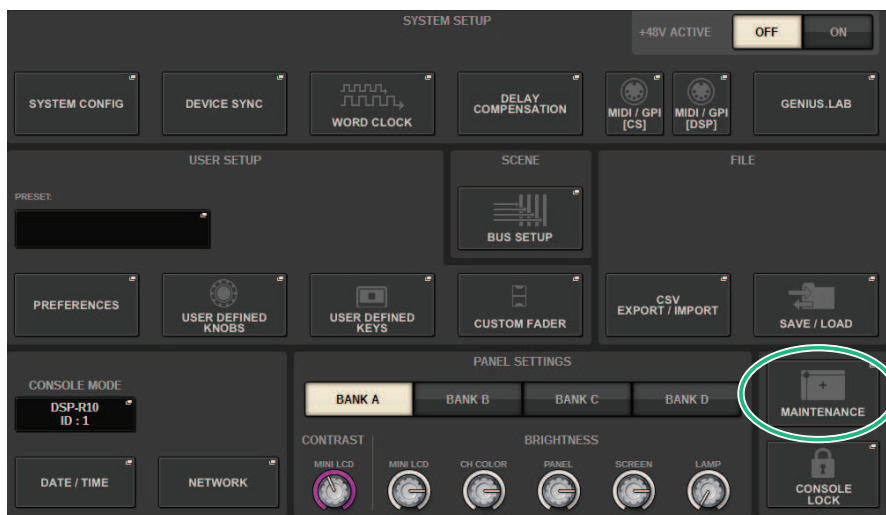 SYSTEM SETUP
+48V ACTIVE
OFF
ON
SYSTEM CONFIG
DEVICE SYNC
WORD CLOCK
DELAY
COMPENSATION
MIDI / GPI
[CS]
MIDI / GPI
[DSP]
GENIUS.LAB
USER SETUP
SCENE
FILE
PRESET:
BUS SETUP
PREFERENCES
USER DEFINED
KNOBS
USER DEFINED
KEYS
CUSTOM FADER
CSV
EXPORT / IMPORT
SAVE / LOAD
CONSOLE MODE
DSP-R10
ID : 1
DATE / TIME
NETWORK
PANEL SETTINGS
BANK A
BANK B
BANK C
BANK D
CONTRAST
BRIGHTNESS
MINI LCD
MINI LCD
CH COLOR
PANEL
SCREEN
LAMP
MAINTENANCE
CONSOLE
LOCK